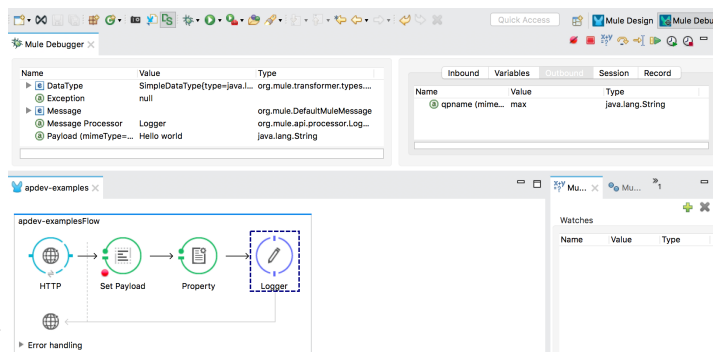 Quick Access
Mule Design
Mule Debu
Mule Debugger
Name Value Type
DataType SimpleDataType{type=java.l... org.mule.transformer.types....
Exception null
Message org.mule.DefaultMuleMessage
Message Processor Logger org.mule.api.processor.Log...
Payload (mimeType=... Hello world java.lang.String
Inbound Variables Outbound Session Record
Name Value Type
qpname (mime... max java.lang.String
apdev-examples
apdev-examplesFlow
HTTP Set Payload Property Logger
Error handling
x+y Mu... Mu... »1
Watches
Name Value Type